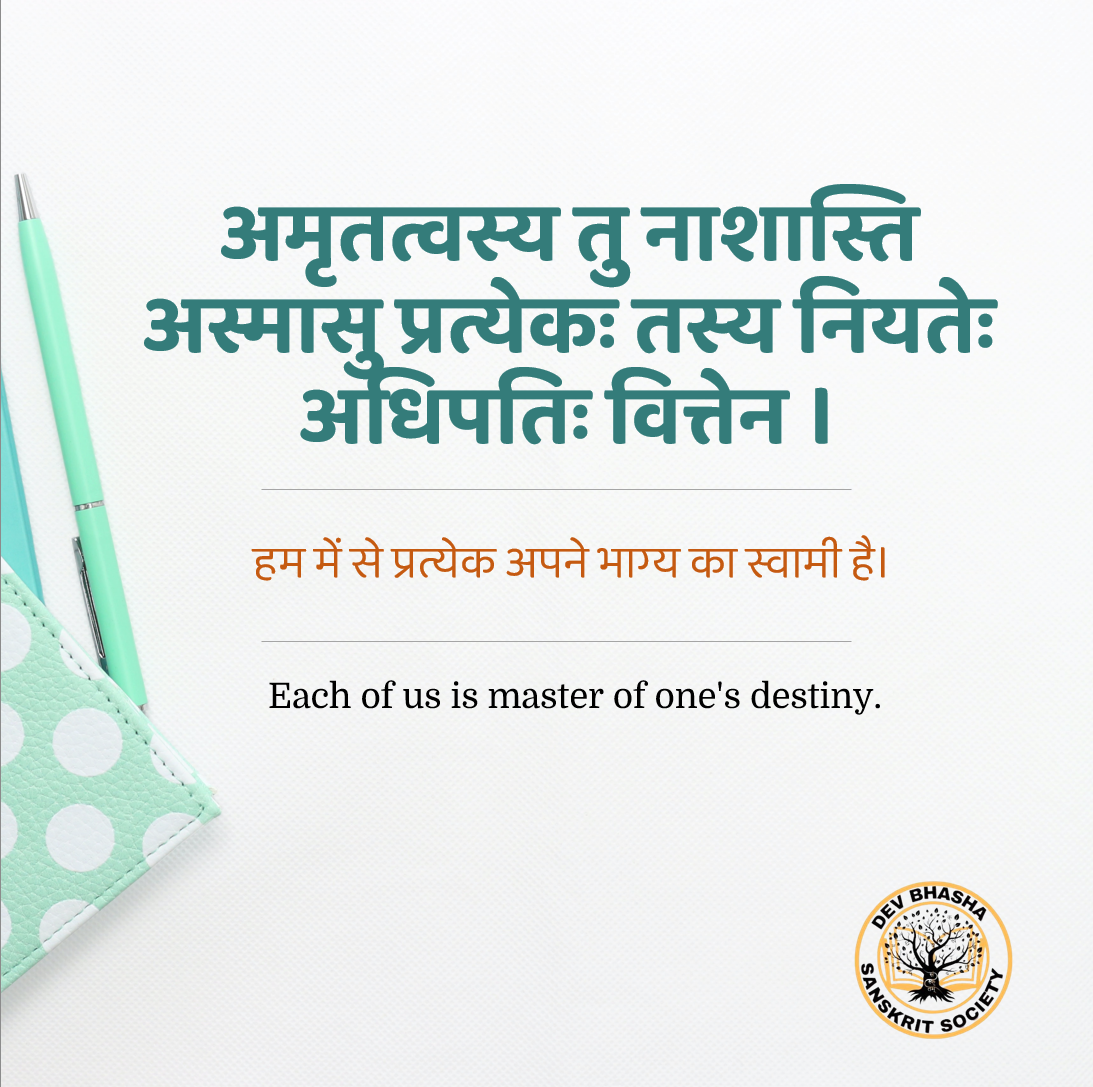 अमृतत्वस्य तु नाशास्ति
अस्मासु प्रत्येकः तस्य नियतेः
अधिपतिः वित्तेन ।
हम में से प्रत्येक अपने भाग्य का स्वामी है।
Each of us is master of one's destiny.
DEV BHASHA
SANSKRIT SOCIETY